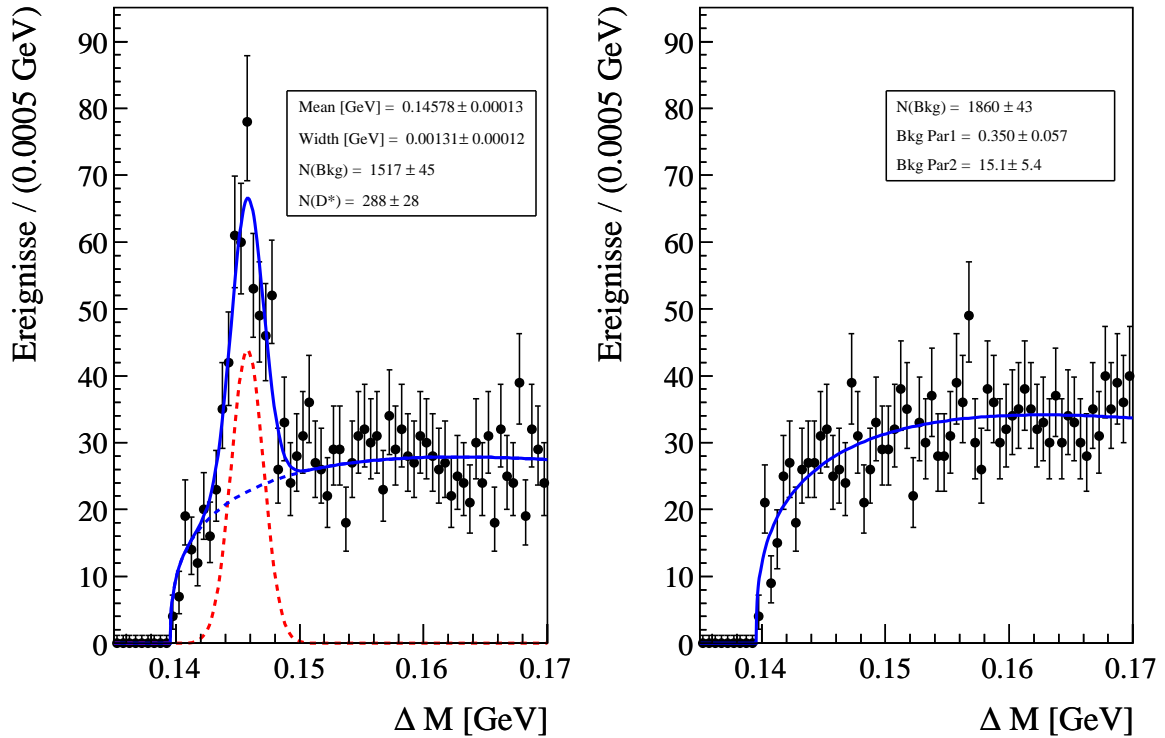 Ereignisse / (0.0005 GeV)
90
80
70
60
50
40
30
20
10
0
Mean [GeV] = 0.14578 ± 0.00013
Width [GeV] = 0.00131 ± 0.00012
N(Bkg) = 1517 ± 45
N(D*) = 288 ± 28
0.14 0.15 0.16 0.17
Δ M [GeV]
Ereignisse / (0.0005 GeV)
90
80
70
60
50
40
30
20
10
0
N(Bkg) = 1860 ± 43
Bkg Par1 = 0.350 ± 0.057
Bkg Par2 = 15.1 ± 5.4
0.14 0.15 0.16 0.17
Δ M [GeV]